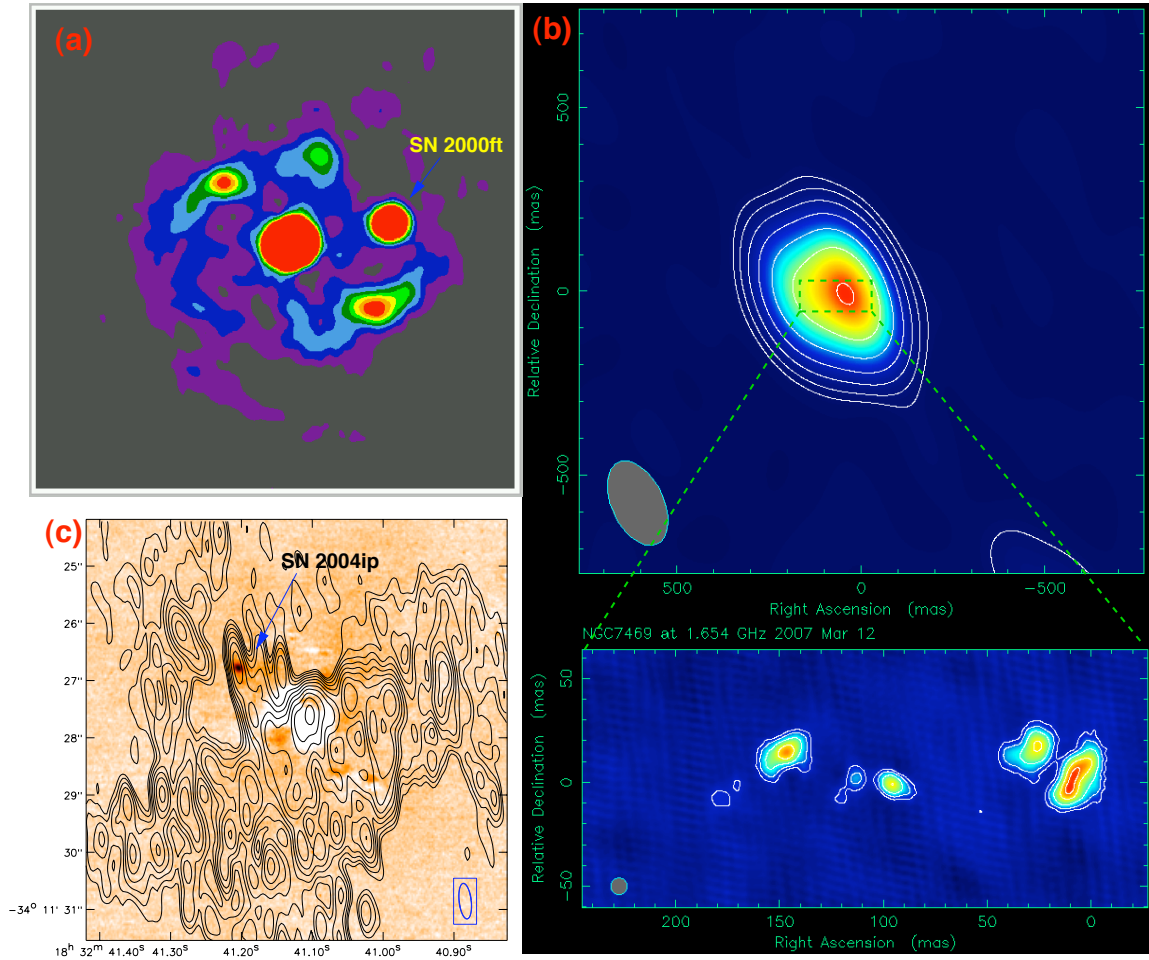 (a)
SN 2000ft
(b)
Relative Declination (mas)
500
0
−500
500
0
−500
Right Ascension (mas)
NGC7469 at 1.654 GHz 2007 Mar 12
Relative Declination (mas)
50
0
−50
200
150
100
50
0
Right Ascension (mas)
(c)
SN 2004ip
25"
26"
27"
28"
29"
30"
−34° 11' 31"
18ʰ 32ᵐ 41.40ˢ 41.30ˢ 41.20ˢ 41.10ˢ 41.00ˢ 40.90ˢ